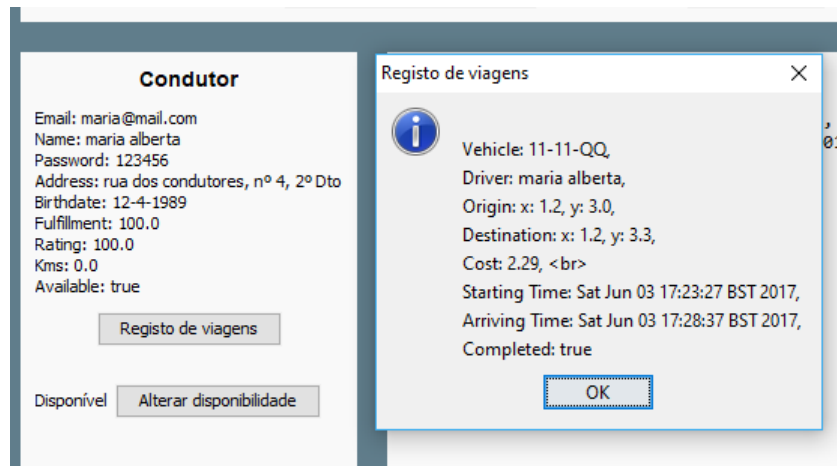 Condutor
Email: maria@mail.com
Name: maria alberta
Password: 123456
Address: rua dos condutores, nº 4, 2º Dto
Birthdate: 12-4-1989
Fulfillment: 100.0
Rating: 100.0
Kms: 0.0
Available: true
Registo de viagens
Disponível
Alterar disponibilidade
Registo de viagens
Vehicle: 11-11-QQ,
Driver: maria alberta,
Origin: x: 1.2, y: 3.0,
Destination: x: 1.2, y: 3.3,
Cost: 2.29, <br>
Starting Time: Sat Jun 03 17:23:27 BST 2017,
Arriving Time: Sat Jun 03 17:28:37 BST 2017,
Completed: true
OK